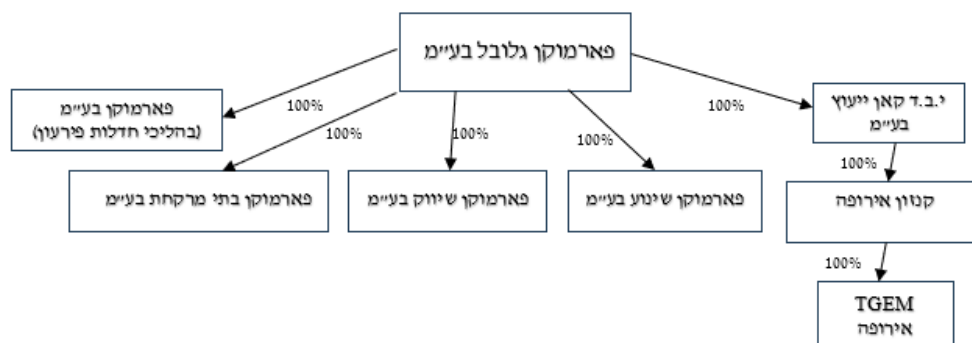 פארמוקן גלובל בע״מ
פארמוקן בע״מ
(בהליכי חדלות פירעון)
100%
100%
100%
100%
100%
י.ב.ד קאן ייעוץ
בע״מ
פארמוקן בתי מרקחת בע״מ
פארמוקן שיווק בע״מ
פארמוקן שינוע בע״מ
100%
קנזון אירופה
100%
TGEM
אירופה